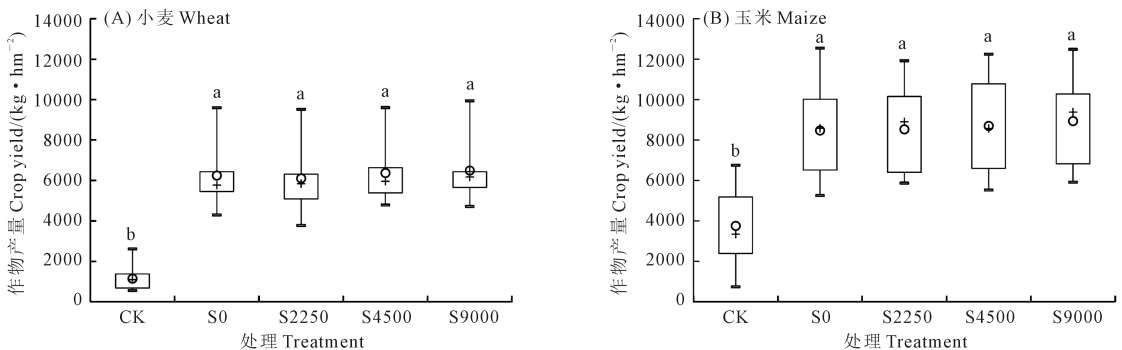 (A) 小麦 Wheat
作物产量 Crop yield/(kg·hm⁻²)
14000
12000
10000
8000
6000
4000
2000
0
b
a
a
a
a
CK S0 S2250 S4500 S9000
处理 Treatment
(B) 玉米 Maize
作物产量 Crop yield/(kg·hm⁻²)
14000
12000
10000
8000
6000
4000
2000
0
b
a
a
a
a
CK S0 S2250 S4500 S9000
处理 Treatment